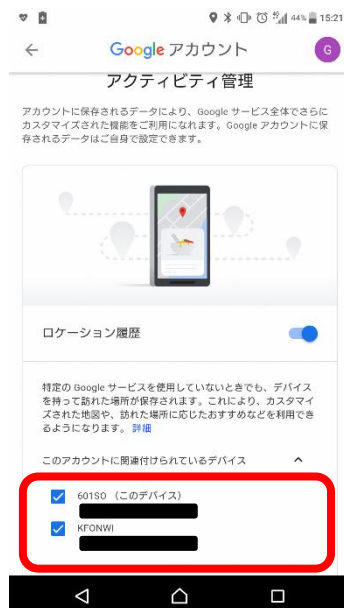 44% 15:21
Google アカウント
G
アクティビティ管理
アカウントに保存されるデータにより、Google サービス全体でさらに
カスタマイズされた機能をご利用になれます。Google アカウントに保
存されるデータはご自身で設定できます。
ロケーション履歴
特定の Google サービスを使用していないときでも、デバイス
を持って訪れた場所が保存されます。これにより、カスタマイ
ズされた地図や、訪れた場所に応じたおすすめなどを利用でき
るようになります。 詳細
このアカウントに関連付けられているデバイス
601SO （このデバイス）
KFONWI